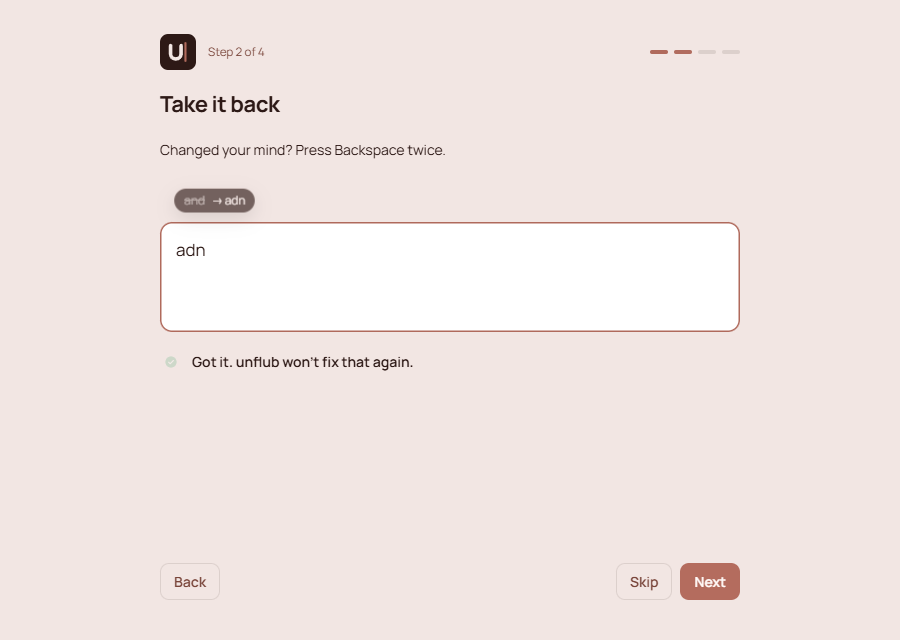 U
Step 2 of 4
Take it back
Changed your mind? Press Backspace twice.
and → adn
adn
Got it. unflub won't fix that again.
Back
Skip
Next